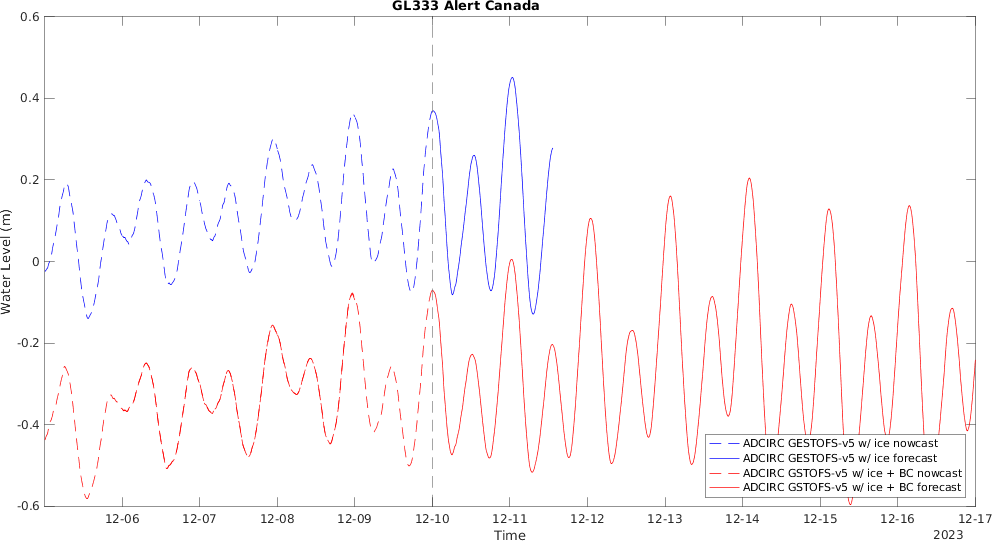 GL333 Alert Canada
0.6
0.4
0.2
0
-0.2
-0.4
-0.6
Water Level (m)
ADCIRC GESTOFS-v5 w/ ice nowcast
ADCIRC GESTOFS-v5 w/ ice forecast
ADCIRC GSTOFS-v5 w/ ice + BC nowcast
ADCIRC GSTOFS-v5 w/ ice + BC forecast
12-06 12-07 12-08 12-09 12-10 12-11 12-12 12-13 12-14 12-15 12-16 12-17
Time
2023